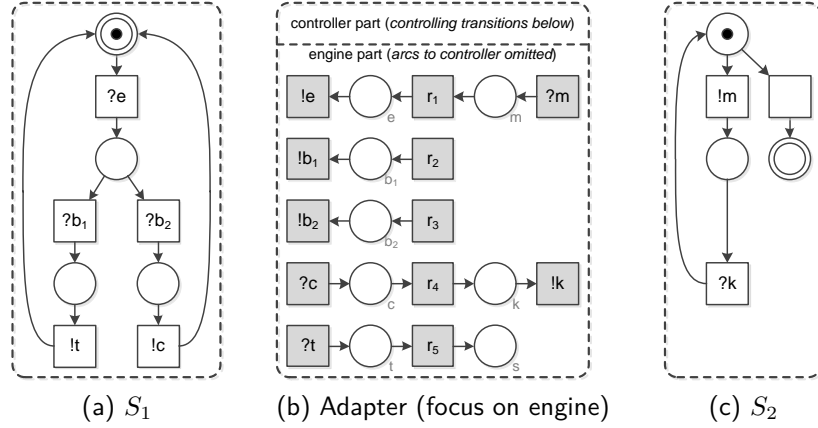 controller part (controlling transitions below)
engine part (arcs to controller omitted)
?e
?b₁ ?b₂
!t !c
!e e r₁ m ?m
!b₁ b₁ r₂
!b₂ b₂ r₃
?c c r₄ k !k
?t t r₅ s
!m
?k
(a) S₁ (b) Adapter (focus on engine) (c) S₂